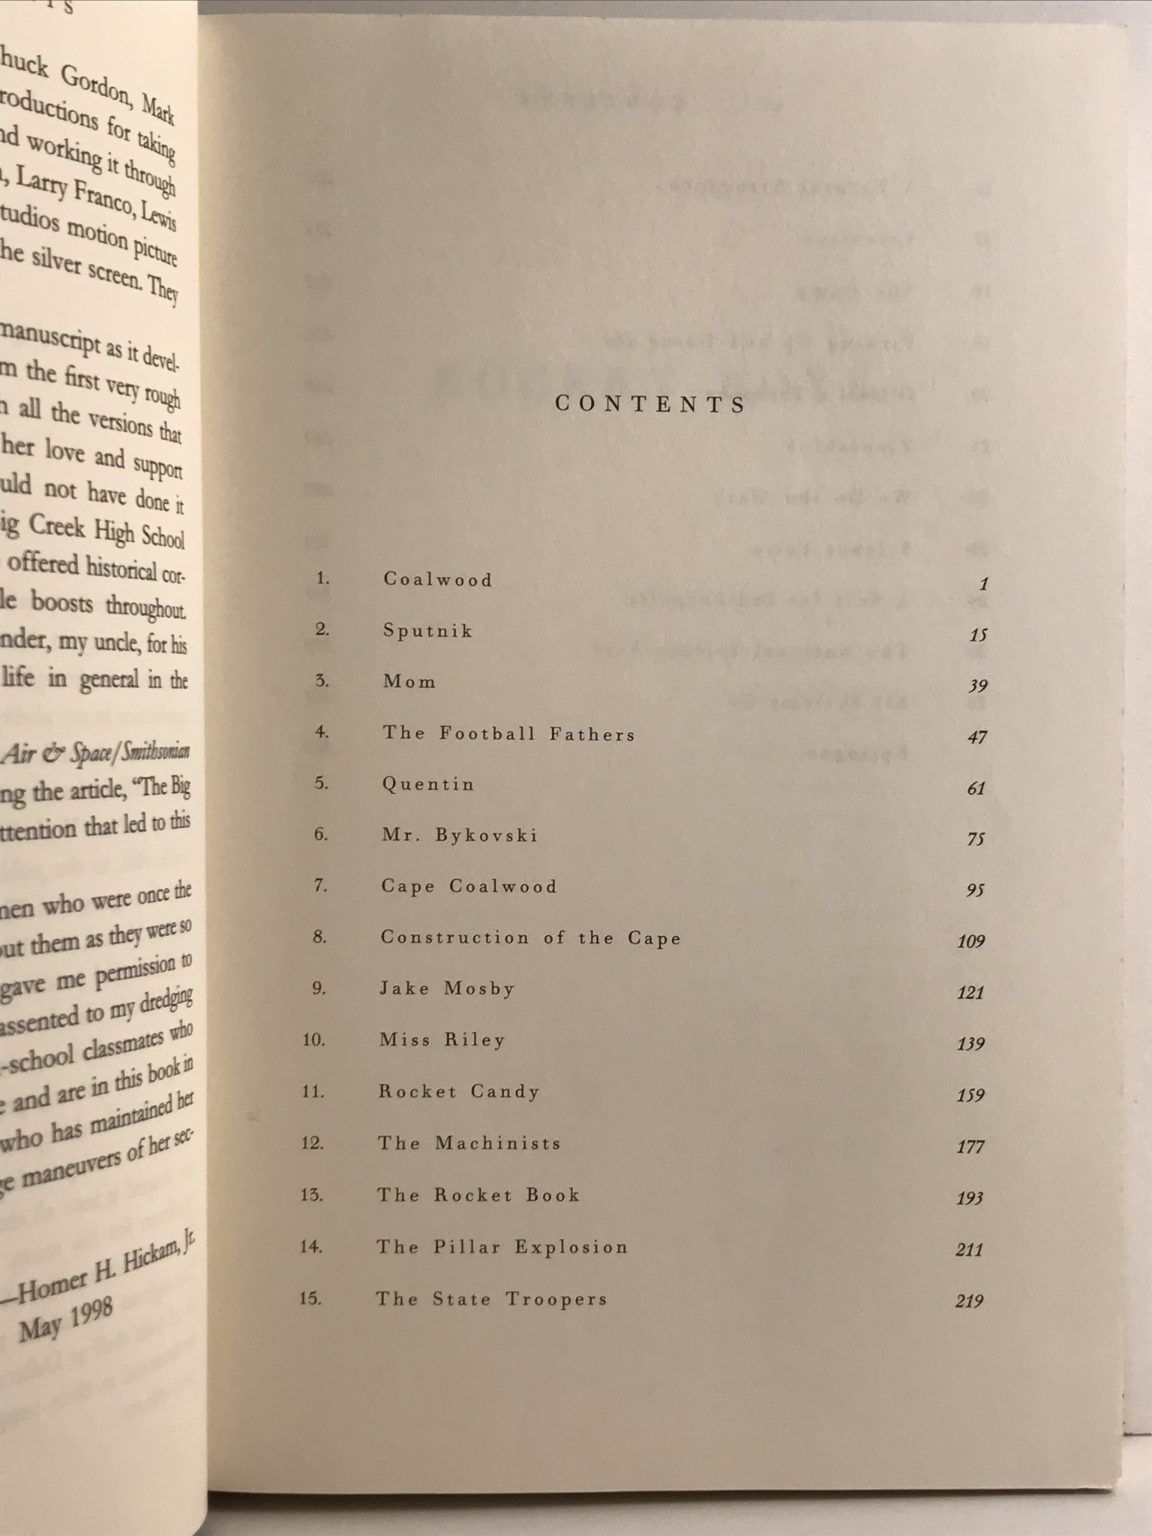 huck Gordon, Mark
roductions for taking
nd working it through
, Larry Franco, Lewis
tudios motion picture
he silver screen. They
manuscript as it devel-
m the first very rough
n all the versions that
her love and support
uld not have done it
ig Creek High School
offered historical cor-
le boosts throughout.
nder, my uncle, for his
life in general in the
Air & Space/Smithsonian
ng the article, “The Big
ttention that led to this
men who were once the
out them as they were so
gave me permission to
assented to my dredging
-school classmates who
e and are in this book in
who has maintained her
ge maneuvers of her sec-
—Homer H. Hickam, Jr.
May 1998
CONTENTS
1. Coalwood 1
2. Sputnik 15
3. Mom 39
4. The Football Fathers 47
5. Quentin 61
6. Mr. Bykovski 75
7. Cape Coalwood 95
8. Construction of the Cape 109
9. Jake Mosby 121
10. Miss Riley 139
11. Rocket Candy 159
12. The Machinists 177
13. The Rocket Book 193
14. The Pillar Explosion 211
15. The State Troopers 219